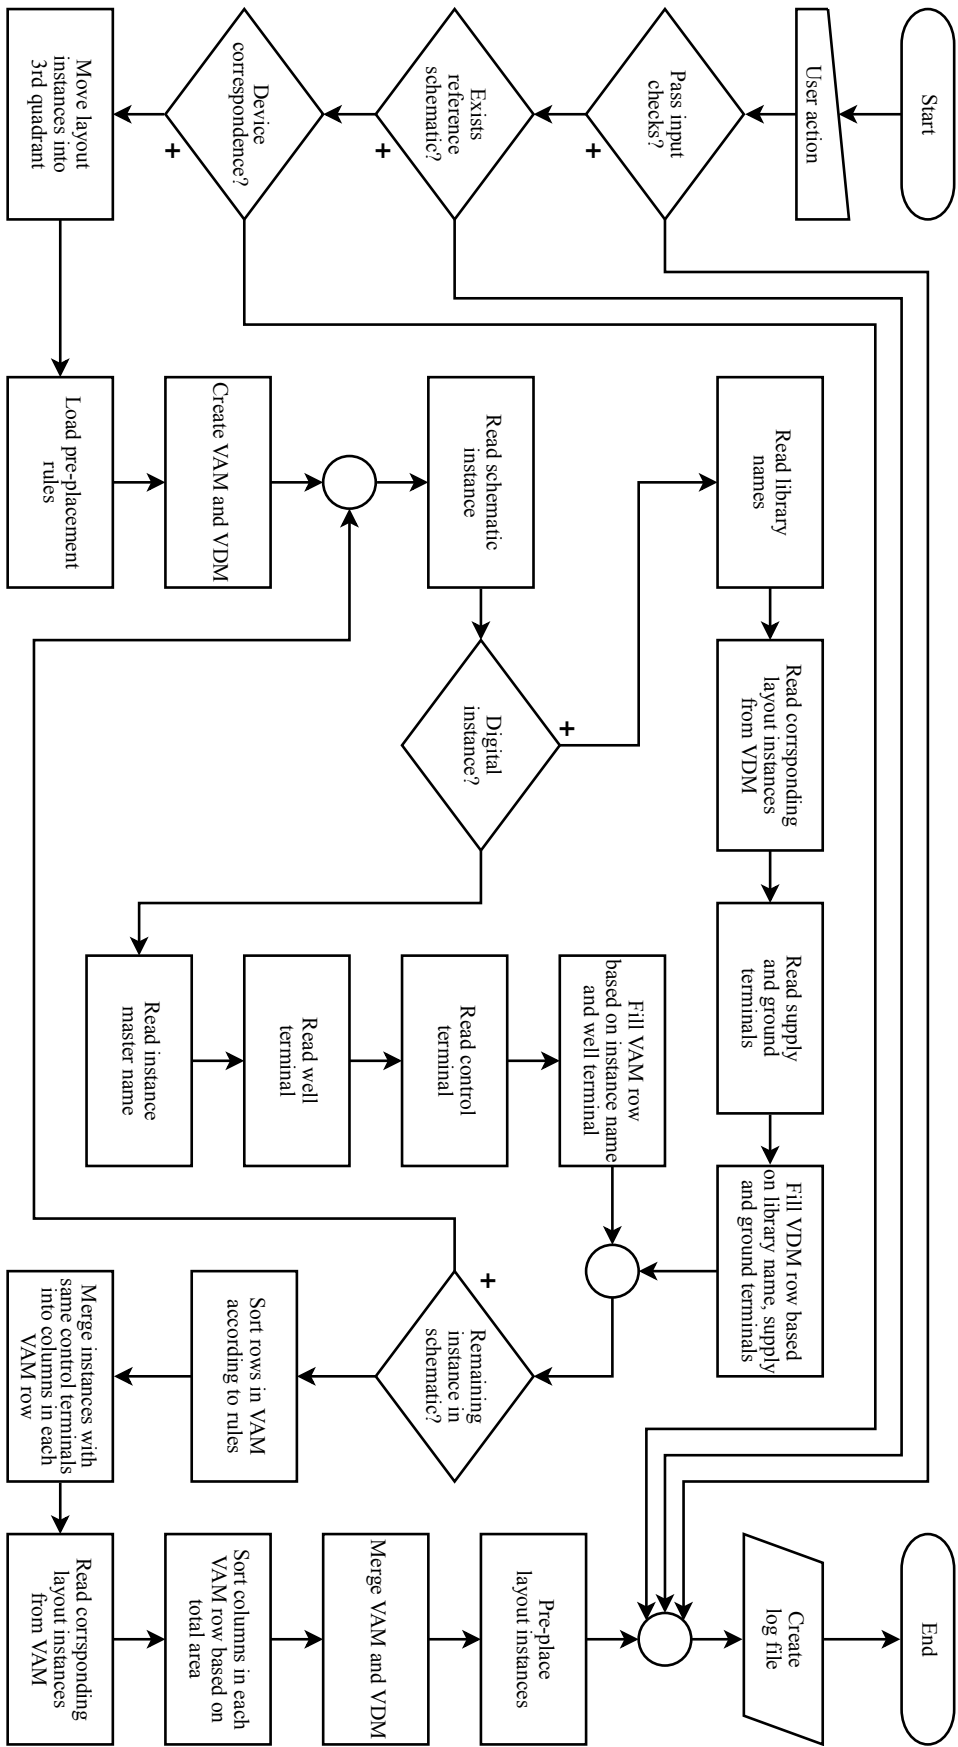 Start
User action
Pass input
checks?
+
Exists
reference
schematic?
+
Device
correspondence?
+
Move layout
instances into
3rd quadrant
Load pre-placement
rules
Create VAM and VDM
Read schematic
instance
Digital
instance?
+
Read library
names
Read corrsponding
layout instances
from VDM
Read supply
and ground
terminals
Fill VDM row based
on library name, supply
and ground terminals
Read instance
master name
Read well
terminal
Read control
terminal
Fill VAM row
based on instance name
and well terminal
Remaining
instance in
schematic?
+
Sort rows in VAM
according to rules
Merge instances with
same control terminals
into columns in each
VAM row
Read corrsponding
layout instances
from VAM
Sort columns in each
VAM row based on
total area
Merge VAM and VDM
Pre-place
layout instances
Create
log file
End